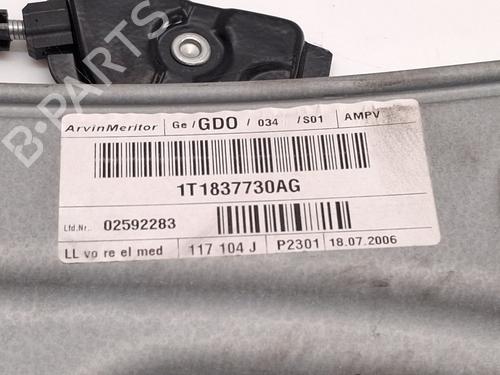 B-PARTS
ArvinMeritor Ge / GDO / 034 / S01 AMPV
1T1837730AG
Lfd.Nr. 02592283
LL vo re el med 117 104 J P2301 18.07.2006